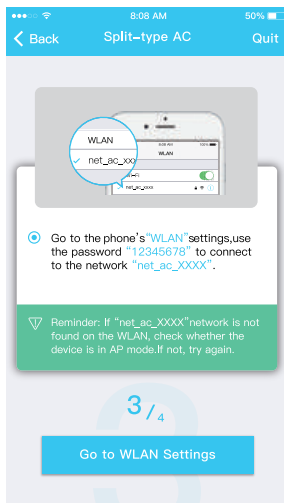 8:08 AM 50%
Back Split-type AC Quit
WLAN
net_ac_xxx
WLAN
net_ac_xxxx
Go to the phone's“WLAN”settings,use
the password “12345678” to connect
to the network “net_ac_XXXX”.
Reminder: If “net_ac_XXXX”network is not
found on the WLAN, check whether the
device is in AP mode.If not, try again.
3/4
Go to WLAN Settings